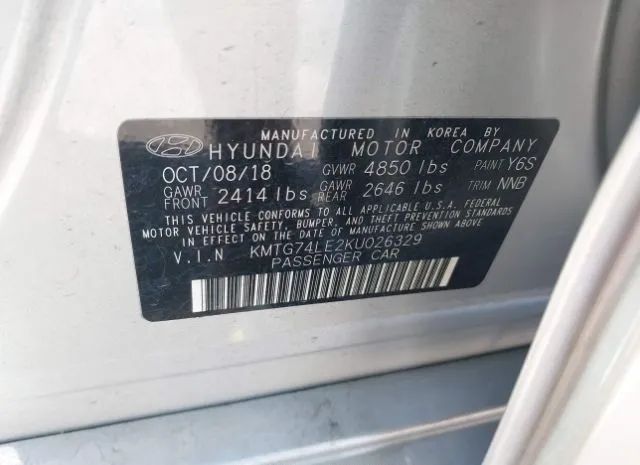 MANUFACTURED IN KOREA BY
HYUNDAI MOTOR COMPANY
OCT/08/18 GVWR 4850 lbs PAINT Y6S
GAWR FRONT 2414 lbs GAWR REAR 2646 lbs TRIM NNB
THIS VEHICLE CONFORMS TO ALL APPLICABLE U.S.A. FEDERAL
MOTOR VEHICLE SAFETY, BUMPER, AND THEFT PREVENTION
STANDARDS IN EFFECT ON THE DATE OF MANUFACTURE SHOWN ABOVE
V.I.N KMTG74LE2KU026329
PASSENGER CAR